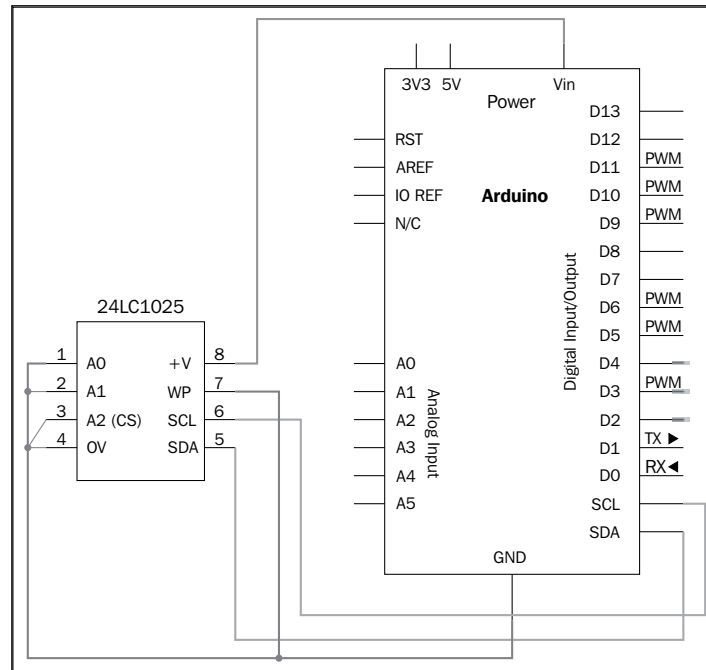 3V3 5V Vin
Power
D13
RST D12
AREF D11 PWM
IO REF Arduino D10 PWM
N/C D9 PWM
D8
D7
D6 PWM
D5 PWM
Digital Input/Output
24LC1025
1 A0 +V 8
2 A1 WP 7
3 A2 (CS) SCL 6
4 0V SDA 5
A0 D4
A1 D3 PWM
A2 D2
A3 D1 TX ▶
A4 D0 RX ◀
A5 SCL
Analog Input
SDA
GND